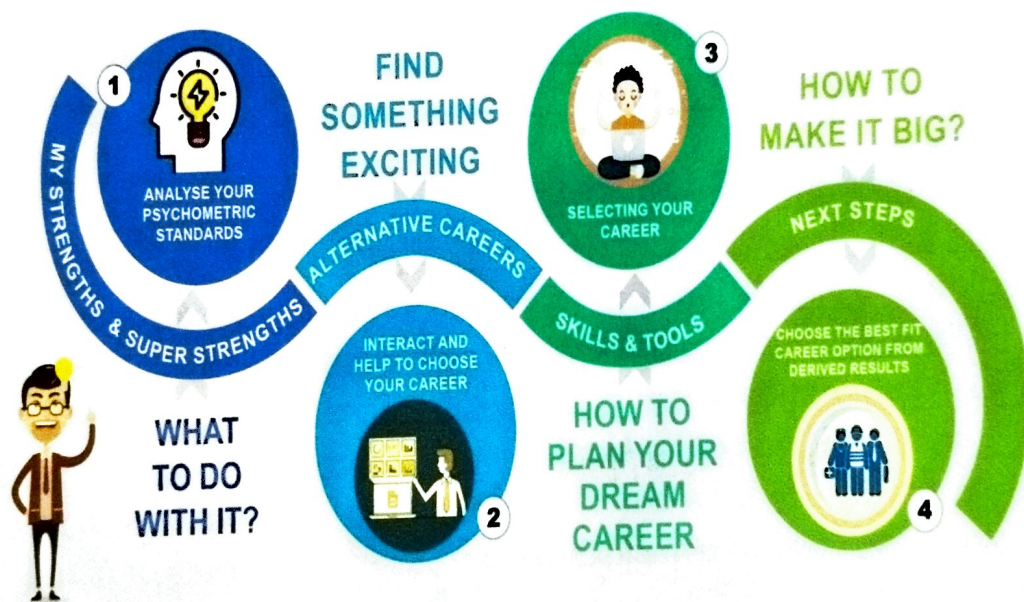 1
ANALYSE YOUR
PSYCHOMETRIC
STANDARDS
MY STRENGTHS & SUPER STRENGTHS
WHAT
TO DO
WITH IT?
FIND
SOMETHING
EXCITING
ALTERNATIVE CAREERS
INTERACT AND
HELP TO CHOOSE
YOUR CAREER
2
3
SELECTING YOUR
CAREER
SKILLS & TOOLS
HOW TO
PLAN YOUR
DREAM
CAREER
HOW TO
MAKE IT BIG?
NEXT STEPS
CHOOSE THE BEST FIT
CAREER OPTION FROM
DERIVED RESULTS
4